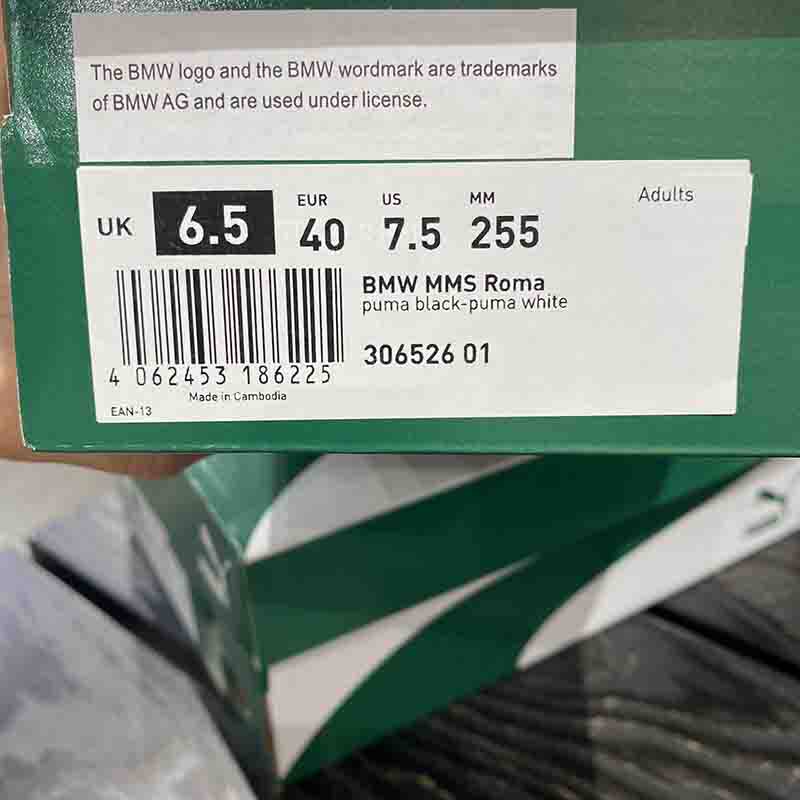 The BMW logo and the BMW wordmark are trademarks
of BMW AG and are used under license.
UK 6.5 EUR 40 US 7.5 MM 255 Adults
BMW MMS Roma
puma black-puma white
306526 01
4 062453 186225
Made in Cambodia
EAN-13